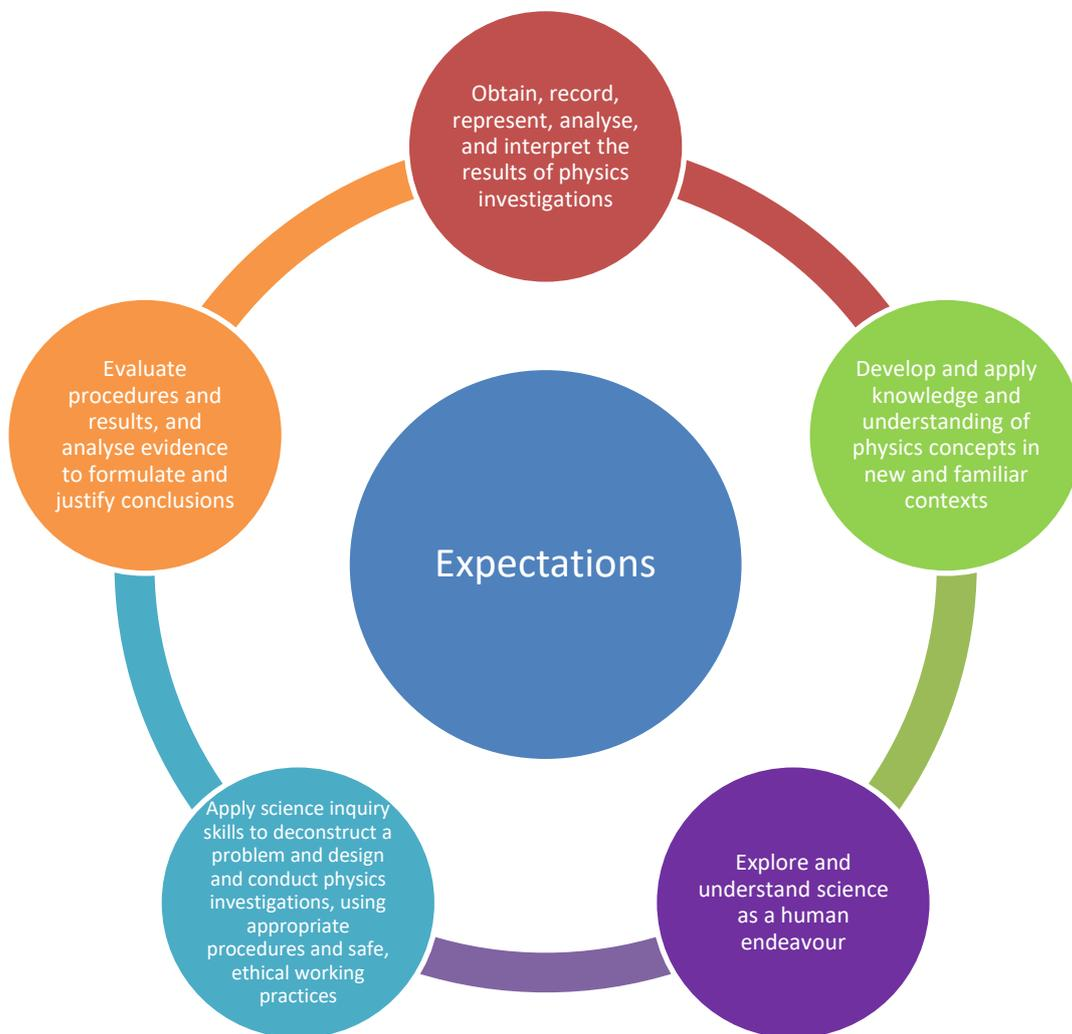 Obtain, record,
represent, analyse,
and interpret the
results of physics
investigations
Develop and apply
knowledge and
understanding of
physics concepts in
new and familiar
contexts
Explore and
understand science
as a human
endeavour
Apply science inquiry
skills to deconstruct a
problem and design
and conduct physics
investigations, using
appropriate
procedures and safe,
ethical working
practices
Evaluate
procedures and
results, and
analyse evidence
to formulate and
justify conclusions
Expectations